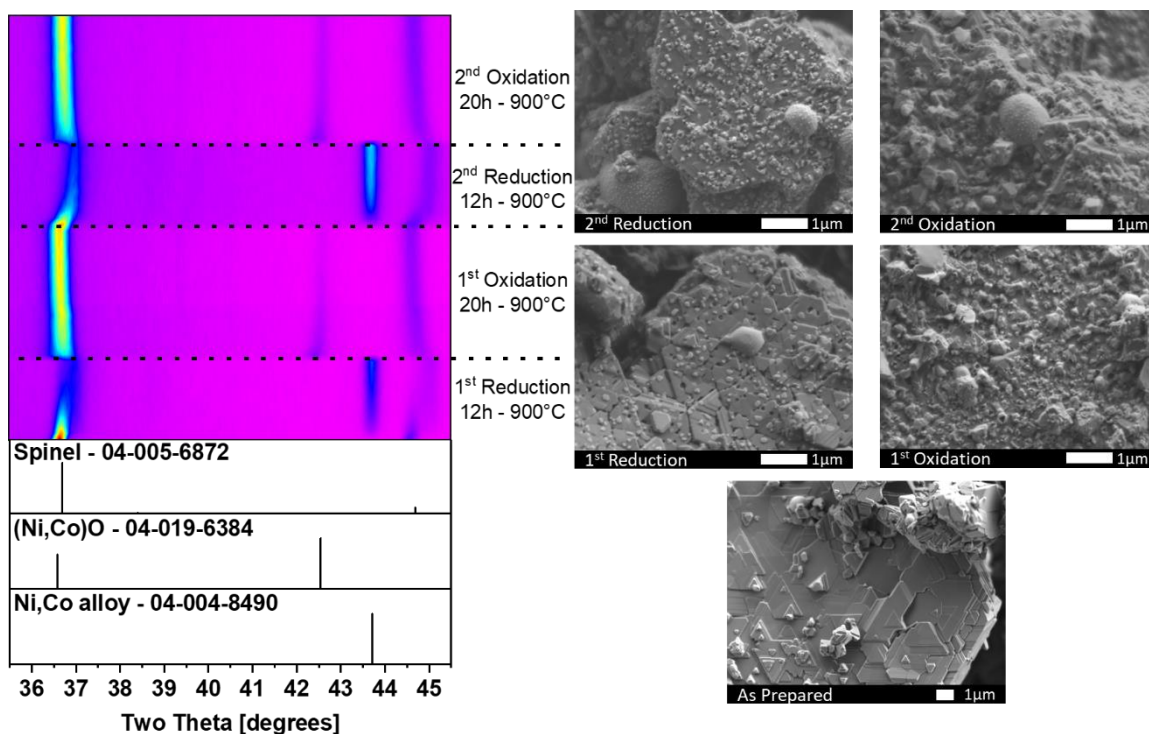 2nd Oxidation
20h - 900°C
2nd Reduction
12h - 900°C
1st Oxidation
20h - 900°C
1st Reduction
12h - 900°C
Spinel - 04-005-6872
(Ni,Co)O - 04-019-6384
Ni,Co alloy - 04-004-8490
36 37 38 39 40 41 42 43 44 45
Two Theta [degrees]
2nd Reduction 1µm
2nd Oxidation 1µm
1st Reduction 1µm
1st Oxidation 1µm
As Prepared 1µm